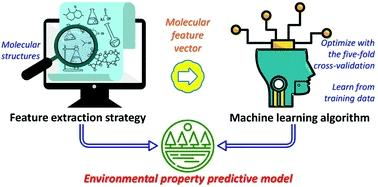 Molecular
structures
Feature extraction strategy
Molecular
feature
vector
Optimize with
the five-fold
cross-validation
Learn from
training data
Machine learning algorithm
Environmental property predictive model